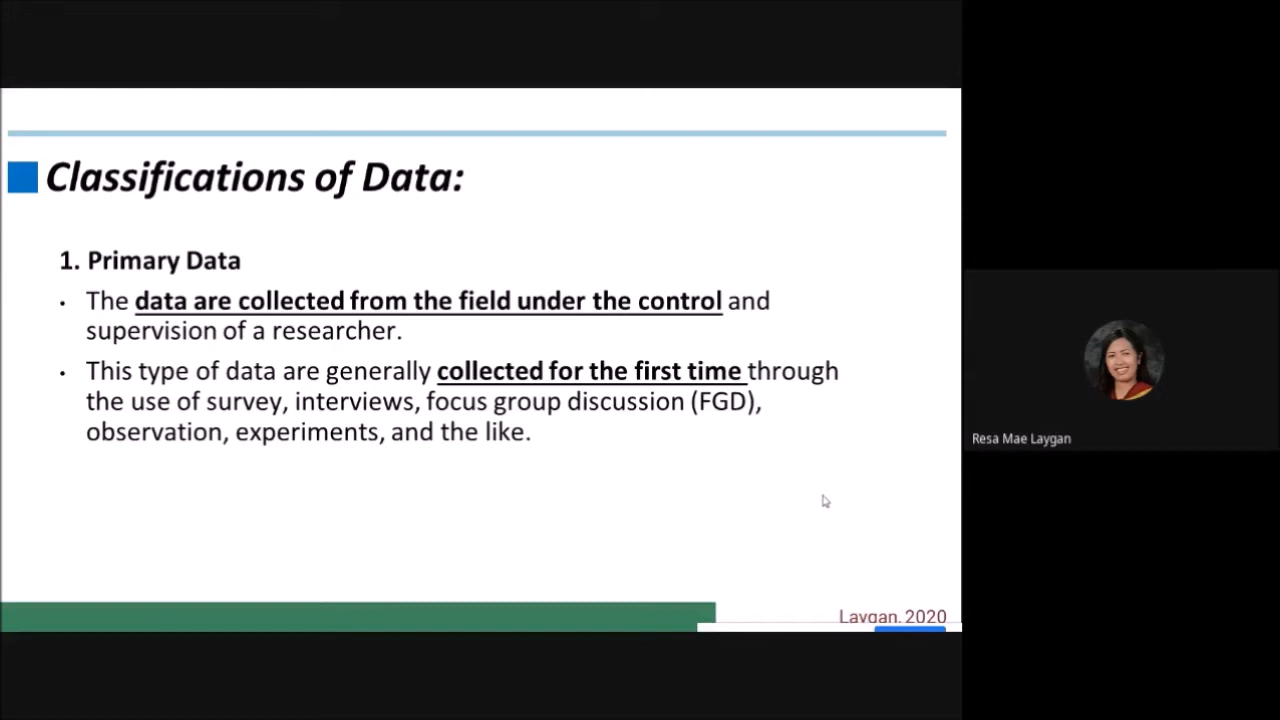 Classifications of Data:
1. Primary Data
• The data are collected from the field under the control and
supervision of a researcher.
• This type of data are generally collected for the first time through
the use of survey, interviews, focus group discussion (FGD),
observation, experiments, and the like.
Laygan, 2020
Resa Mae Laygan